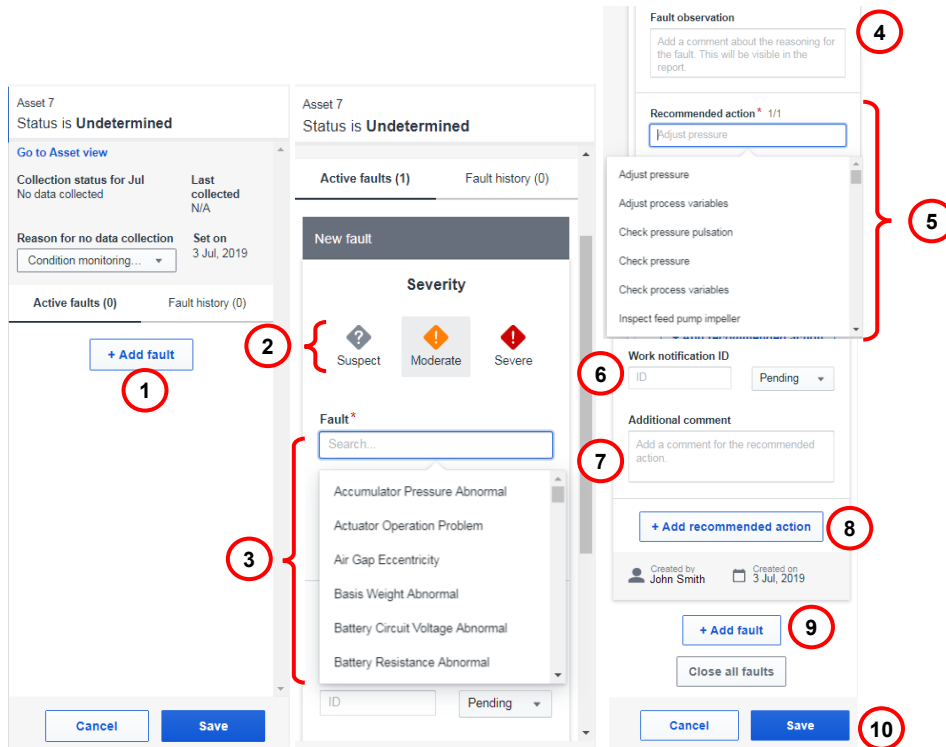 Asset 7
Status is Undetermined
Go to Asset view
Collection status for Jul
No data collected
Last
collected
N/A
Reason for no data collection
Condition monitoring...
Set on
3 Jul, 2019
Active faults (0)
Fault history (0)
+ Add fault
1
Cancel
Save
Asset 7
Status is Undetermined
Active faults (1)
Fault history (0)
New fault
Severity
2
Suspect
Moderate
Severe
Fault*
Search...
3
Accumulator Pressure Abnormal
Actuator Operation Problem
Air Gap Eccentricity
Basis Weight Abnormal
Battery Circuit Voltage Abnormal
Battery Resistance Abnormal
ID
Pending
Fault observation
4
Add a comment about the reasoning for
the fault. This will be visible in the
report.
Recommended action* 1/1
Adjust pressure
5
Adjust pressure
Adjust process variables
Check pressure pulsation
Check pressure
Check process variables
Inspect feed pump impeller
+ Add recommended action
Work notification ID
6
ID
Pending
Additional comment
7
Add a comment for the recommended
action.
+ Add recommended action
8
Created by
John Smith
Created on
3 Jul, 2019
+ Add fault
9
Close all faults
Cancel
Save
10